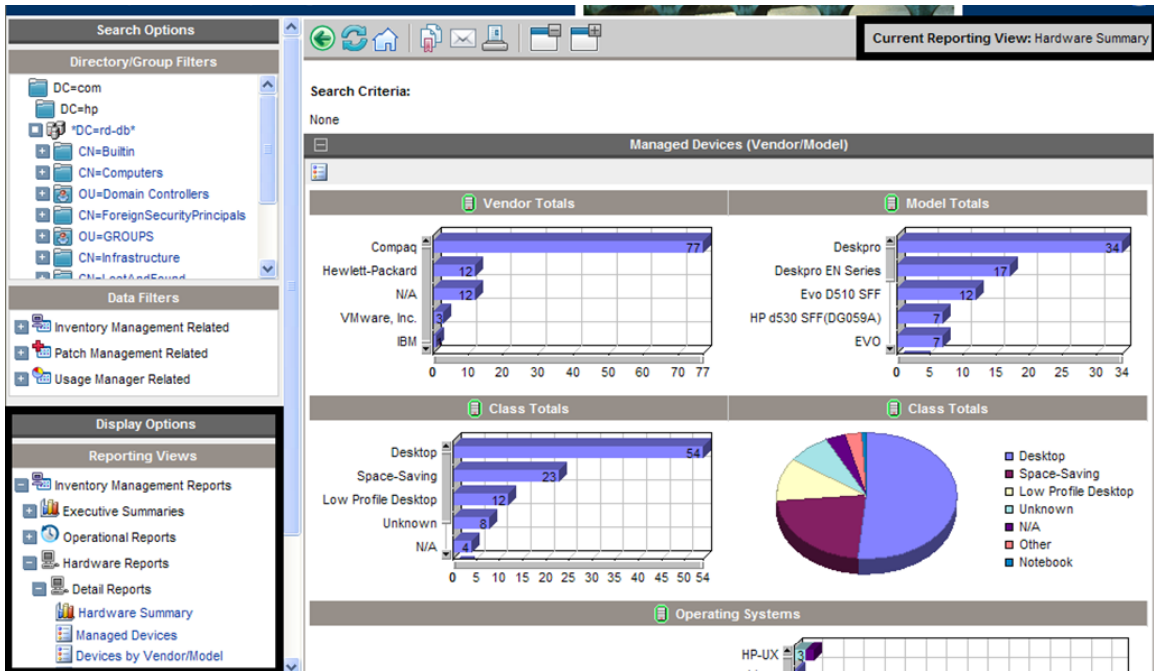 Search Options
Directory/Group Filters
DC=com
DC=hp
*DC=rd-db*
CN=Builtin
CN=Computers
OU=Domain Controllers
CN=ForeignSecurityPrincipals
OU=GROUPS
CN=Infrastructure
CN=LostAndFound
Data Filters
Inventory Management Related
Patch Management Related
Usage Manager Related
Display Options
Reporting Views
Inventory Management Reports
Executive Summaries
Operational Reports
Hardware Reports
Detail Reports
Hardware Summary
Managed Devices
Devices by Vendor/Model
Current Reporting View: Hardware Summary
Search Criteria:
None
Managed Devices (Vendor/Model)
Vendor Totals
Compaq 77
Hewlett-Packard 12
N/A 12
VMware, Inc. 3
IBM
0 10 20 30 40 50 60 70 77
Model Totals
Deskpro 34
Deskpro EN Series 17
Evo D510 SFF 12
HP d530 SFF(DG059A) 7
EVO 7
0 5 10 15 20 25 30 34
Class Totals
Desktop 54
Space-Saving 23
Low Profile Desktop 12
Unknown 8
N/A 4
0 5 10 15 20 25 30 35 40 45 50 54
Class Totals
Desktop
Space-Saving
Low Profile Desktop
Unknown
N/A
Other
Notebook
Operating Systems
HP-UX 3